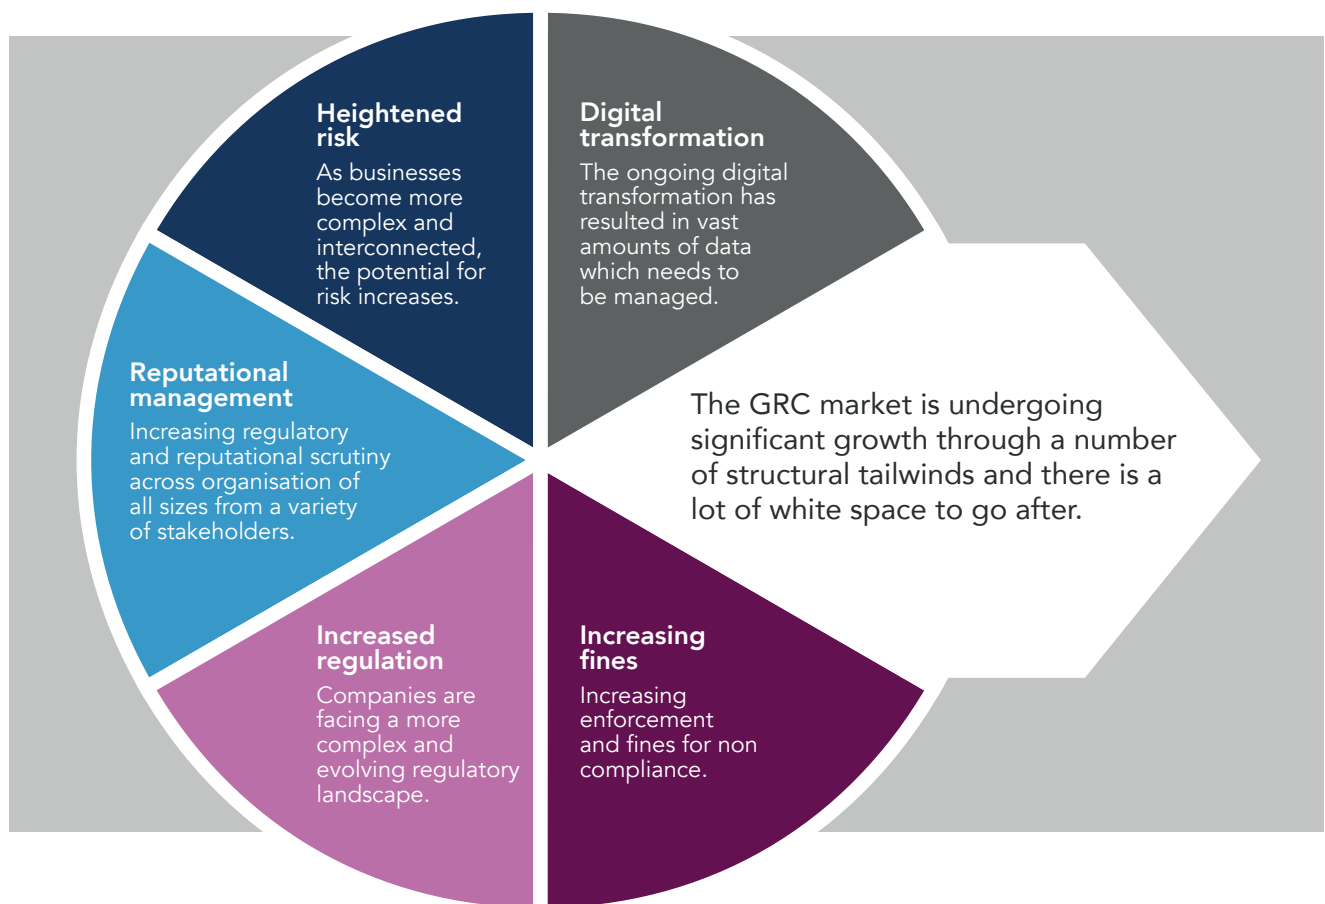 Heightened
risk
As businesses
become more
complex and
interconnected,
the potential for
risk increases.
Digital
transformation
The ongoing digital
transformation has
resulted in vast
amounts of data
which needs to
be managed.
Reputational
management
Increasing regulatory
and reputational scrutiny
across organisation of
all sizes from a variety
of stakeholders.
The GRC market is undergoing
significant growth through a number
of structural tailwinds and there is a
lot of white space to go after.
Increased
regulation
Companies are
facing a more
complex and
evolving regulatory
landscape.
Increasing
fines
Increasing
enforcement
and fines for non
compliance.